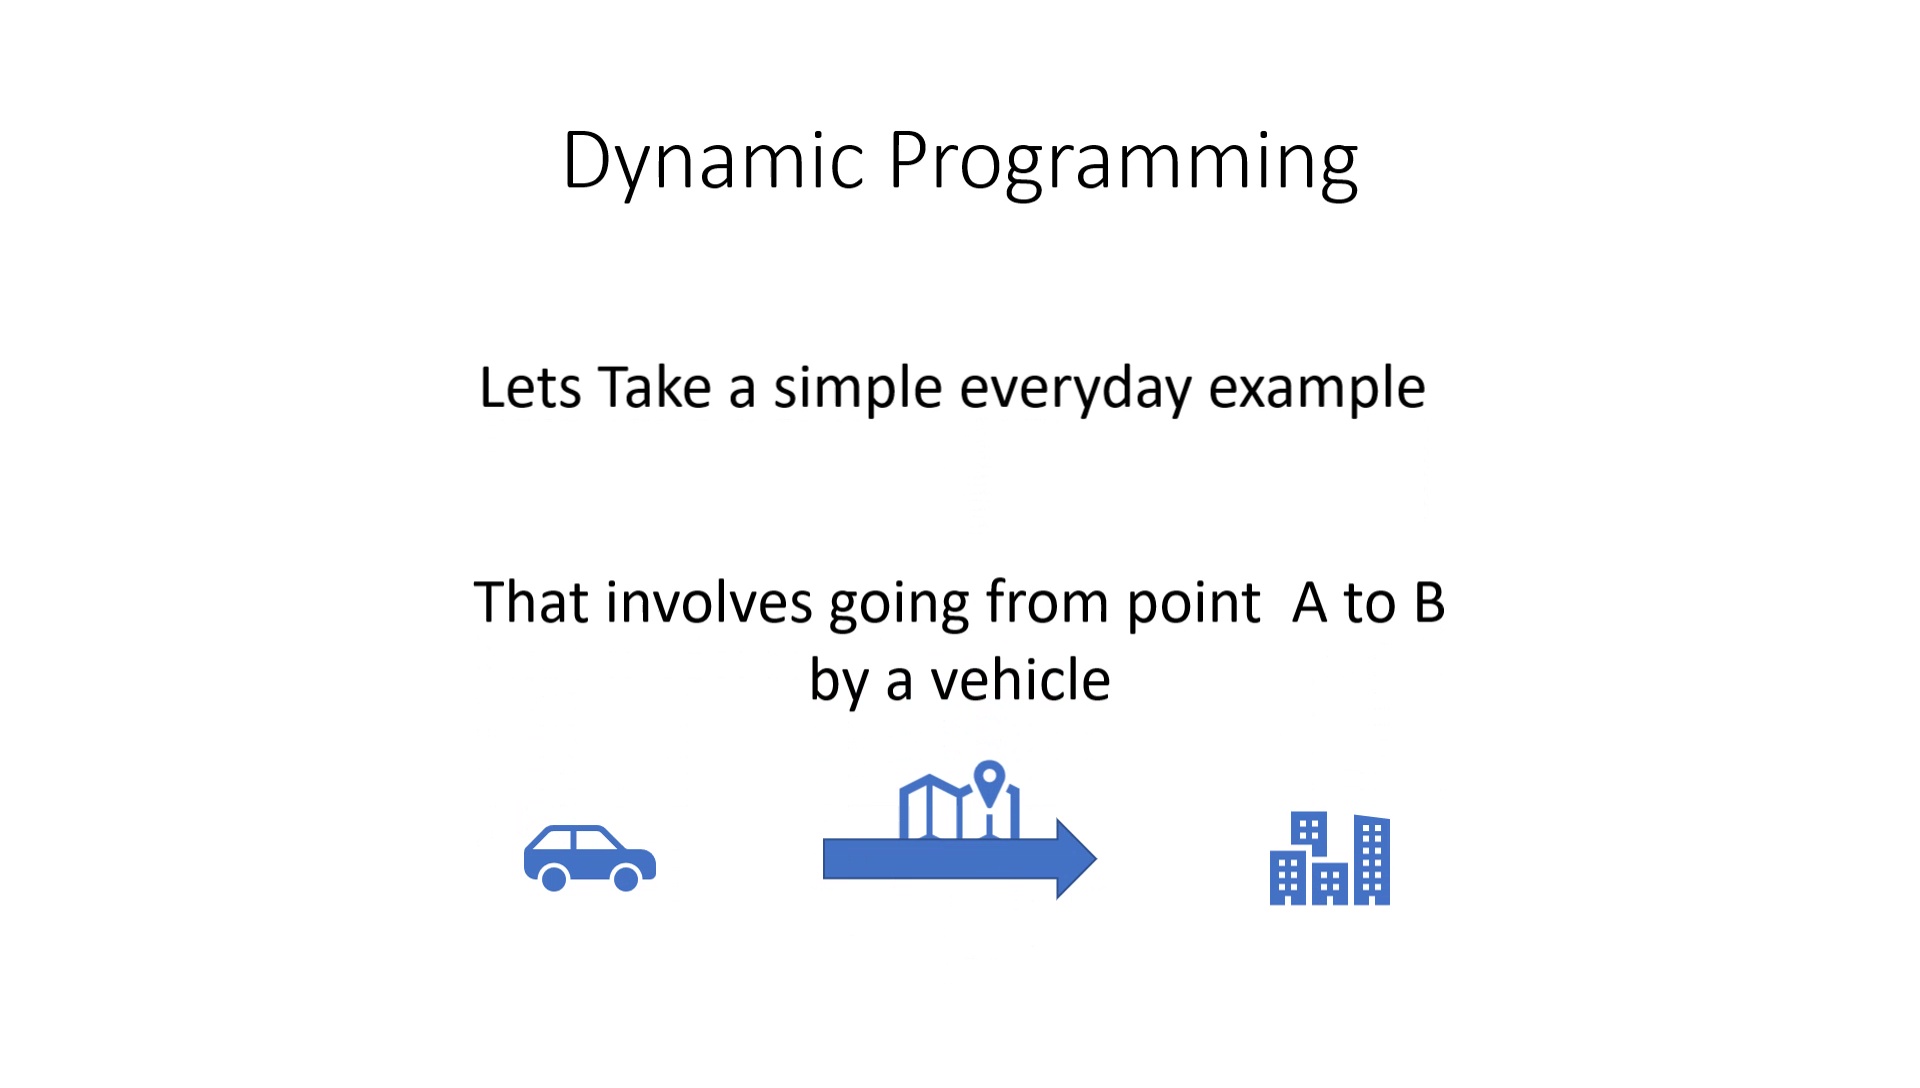 Dynamic Programming
Lets Take a simple everyday example
That involves going from point  A to B
by a vehicle